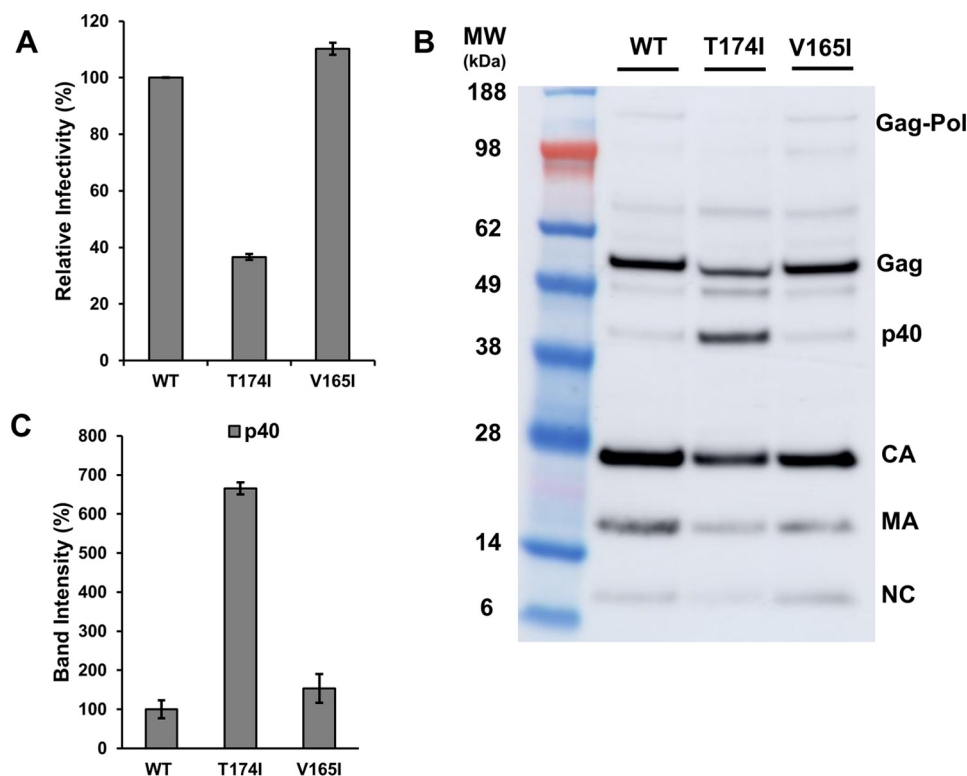 A
Relative Infectivity (%)
120
100
80
60
40
20
0
WT T174I V165I
B
MW
(kDa)
WT T174I V165I
188
98
62
49
38
28
14
6
Gag-Pol
Gag
p40
CA
MA
NC
C
p40
Band Intensity (%)
800
700
600
500
400
300
200
100
0
WT T174I V165I